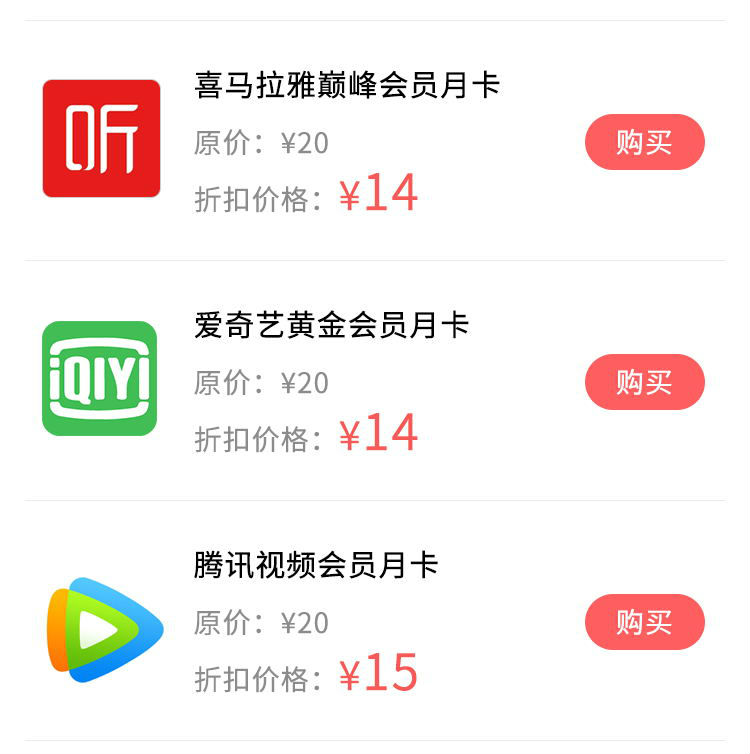 喜马拉雅巅峰会员月卡
听
原价：¥20
购买
折扣价格：¥14
爱奇艺黄金会员月卡
iQIYI
原价：¥20
购买
折扣价格：¥14
腾讯视频会员月卡
原价：¥20
购买
折扣价格：¥15